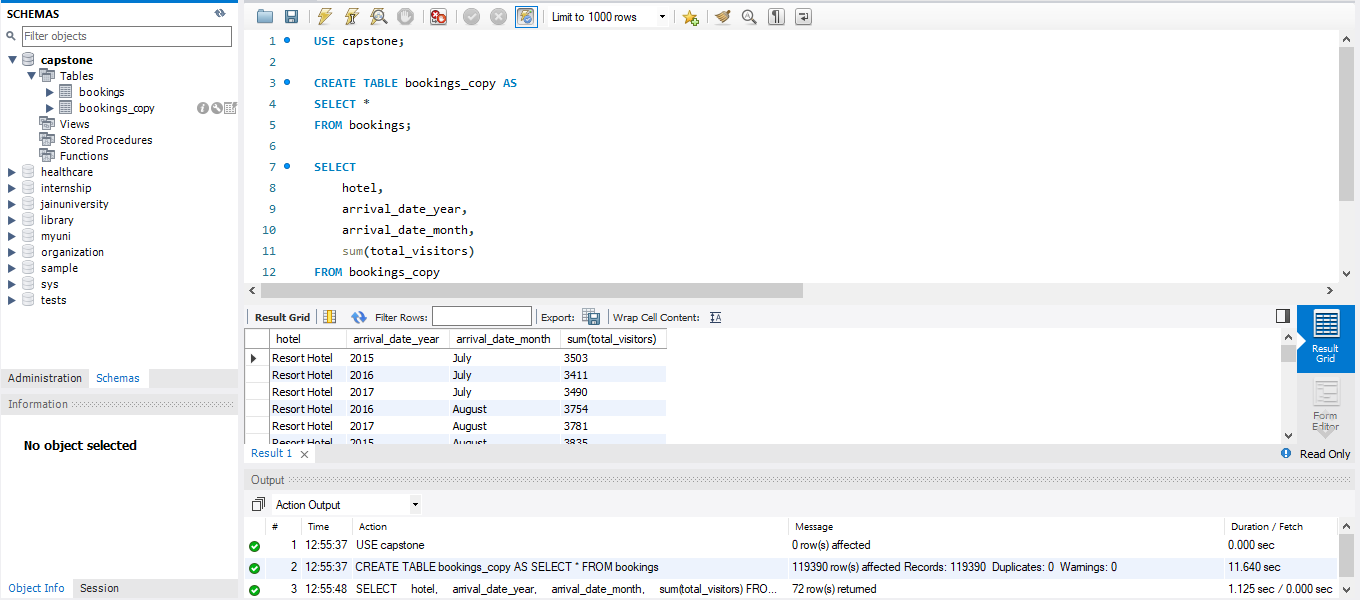 SCHEMAS
Filter objects
capstone
Tables
bookings
bookings_copy
Views
Stored Procedures
Functions
healthcare
internship
jainuniversity
library
myuni
organization
sample
sys
tests
Administration Schemas
Information
No object selected
Object Info Session
Limit to 1000 rows
1 USE capstone;
2
3 CREATE TABLE bookings_copy AS
4 SELECT *
5 FROM bookings;
6
7 SELECT
8 hotel,
9 arrival_date_year,
10 arrival_date_month,
11 sum(total_visitors)
12 FROM bookings_copy
Result Grid Filter Rows: Export: Wrap Cell Content:
hotel arrival_date_year arrival_date_month sum(total_visitors)
Resort Hotel 2015 July 3503
Resort Hotel 2016 July 3411
Resort Hotel 2017 July 3490
Resort Hotel 2016 August 3754
Resort Hotel 2017 August 3781
Resort Hotel 2015 August 3835
Result Grid
Form Editor
Result 1
Read Only
Output
Action Output
# Time Action Message Duration / Fetch
1 12:55:37 USE capstone 0 row(s) affected 0.000 sec
2 12:55:37 CREATE TABLE bookings_copy AS SELECT * FROM bookings 119390 row(s) affected Records: 119390 Duplicates: 0 Warnings: 0 11.640 sec
3 12:55:48 SELECT hotel, arrival_date_year, arrival_date_month, sum(total_visitors) FRO... 72 row(s) returned 1.125 sec / 0.000 sec